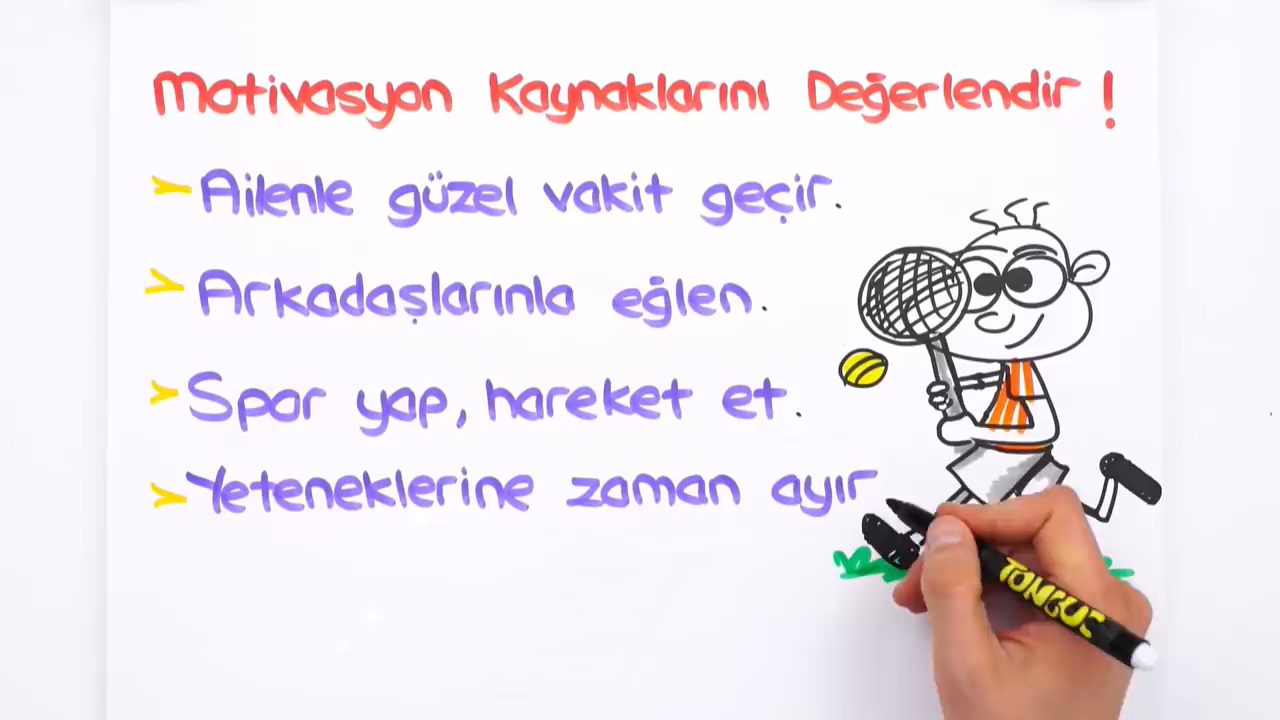 Motivasyon Kaynaklarını Değerlendir !
Ailenle güzel vakit geçir.
Arkadaşlarınla eğlen.
Spor yap, hareket et.
Yeteneklerine zaman ayır
TONGUÇ